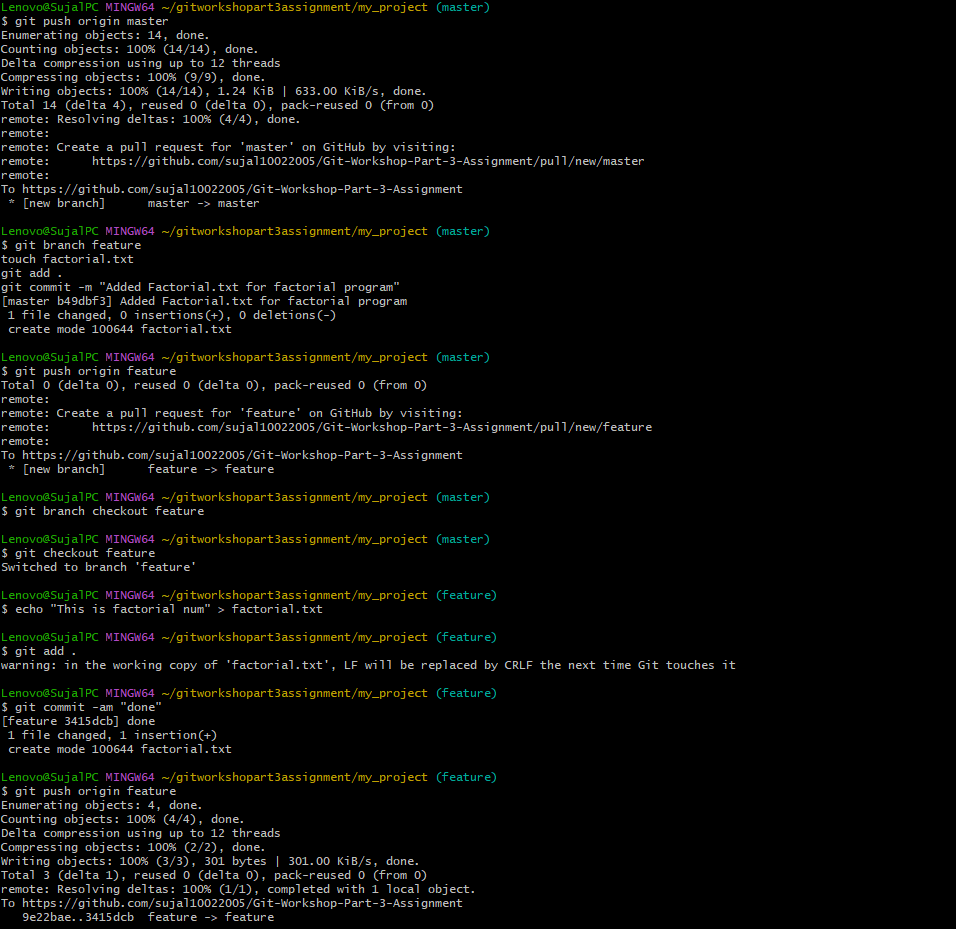 Lenovo@SujalPC MINGW64 ~/gitworkshopart3assignment/my_project (master)
$ git push origin master
Enumerating objects: 14, done.
Counting objects: 100% (14/14), done.
Delta compression using up to 12 threads
Compressing objects: 100% (9/9), done.
Writing objects: 100% (14/14), 1.24 KiB | 633.00 KiB/s, done.
Total 14 (delta 4), reused 0 (delta 0), pack-reused 0 (from 0)
remote: Resolving deltas: 100% (4/4), done.
remote:
remote: Create a pull request for 'master' on GitHub by visiting:
remote:      https://github.com/sujal10022005/Git-Workshop-Part-3-Assignment/pull/new/master
remote:
To https://github.com/sujal10022005/Git-Workshop-Part-3-Assignment
 * [new branch]      master -> master

Lenovo@SujalPC MINGW64 ~/gitworkshopart3assignment/my_project (master)
$ git branch feature
touch factorial.txt
git add .
git commit -m "Added Factorial.txt for factorial program"
[master b49dbf3] Added Factorial.txt for factorial program
 1 file changed, 0 insertions(+), 0 deletions(-)
 create mode 100644 factorial.txt

Lenovo@SujalPC MINGW64 ~/gitworkshopart3assignment/my_project (master)
$ git push origin feature
Total 0 (delta 0), reused 0 (delta 0), pack-reused 0 (from 0)
remote:
remote: Create a pull request for 'feature' on GitHub by visiting:
remote:      https://github.com/sujal10022005/Git-Workshop-Part-3-Assignment/pull/new/feature
remote:
To https://github.com/sujal10022005/Git-Workshop-Part-3-Assignment
 * [new branch]      feature -> feature

Lenovo@SujalPC MINGW64 ~/gitworkshopart3assignment/my_project (master)
$ git branch checkout feature

Lenovo@SujalPC MINGW64 ~/gitworkshopart3assignment/my_project (master)
$ git checkout feature
Switched to branch 'feature'

Lenovo@SujalPC MINGW64 ~/gitworkshopart3assignment/my_project (feature)
$ echo "This is factorial num" > factorial.txt

Lenovo@SujalPC MINGW64 ~/gitworkshopart3assignment/my_project (feature)
$ git add .
warning: in the working copy of 'factorial.txt', LF will be replaced by CRLF the next time Git touches it

Lenovo@SujalPC MINGW64 ~/gitworkshopart3assignment/my_project (feature)
$ git commit -am "done"
[feature 3415dcb] done
 1 file changed, 1 insertion(+)
 create mode 100644 factorial.txt

Lenovo@SujalPC MINGW64 ~/gitworkshopart3assignment/my_project (feature)
$ git push origin feature
Enumerating objects: 4, done.
Counting objects: 100% (4/4), done.
Delta compression using up to 12 threads
Compressing objects: 100% (2/2), done.
Writing objects: 100% (3/3), 301 bytes | 301.00 KiB/s, done.
Total 3 (delta 1), reused 0 (delta 0), pack-reused 0 (from 0)
remote: Resolving deltas: 100% (1/1), completed with 1 local object.
To https://github.com/sujal10022005/Git-Workshop-Part-3-Assignment
   9e22bae..3415dcb  feature -> feature